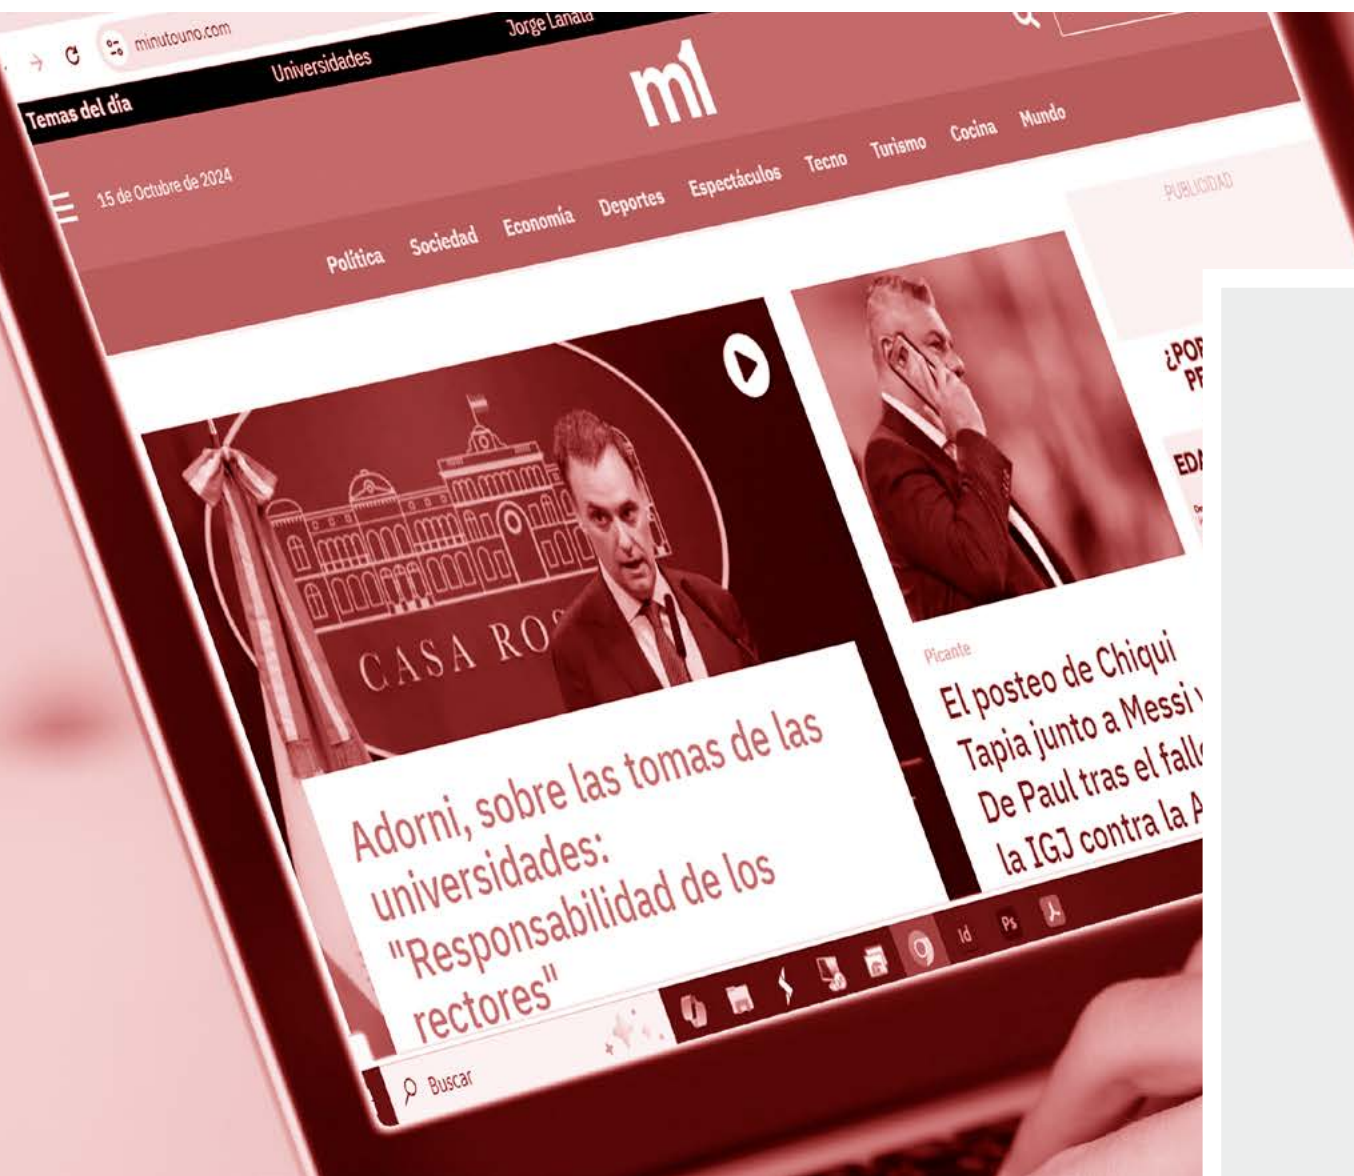 minutouno.com
Temas del día
Universidades
Jorge Lanata
m1
15 de Octubre de 2024
Política
Sociedad
Economía
Deportes
Espectáculos
Tecno
Turismo
Cocina
Mundo
PUBLICIDAD
CASA
Adorni, sobre las tomas de las
universidades:
"Responsabilidad de los
rectores"
Picante
El posteo de Chiqui
Tapia junto a Messi y
De Paul tras el
la IGJ contra la
Buscar
Id
Ps